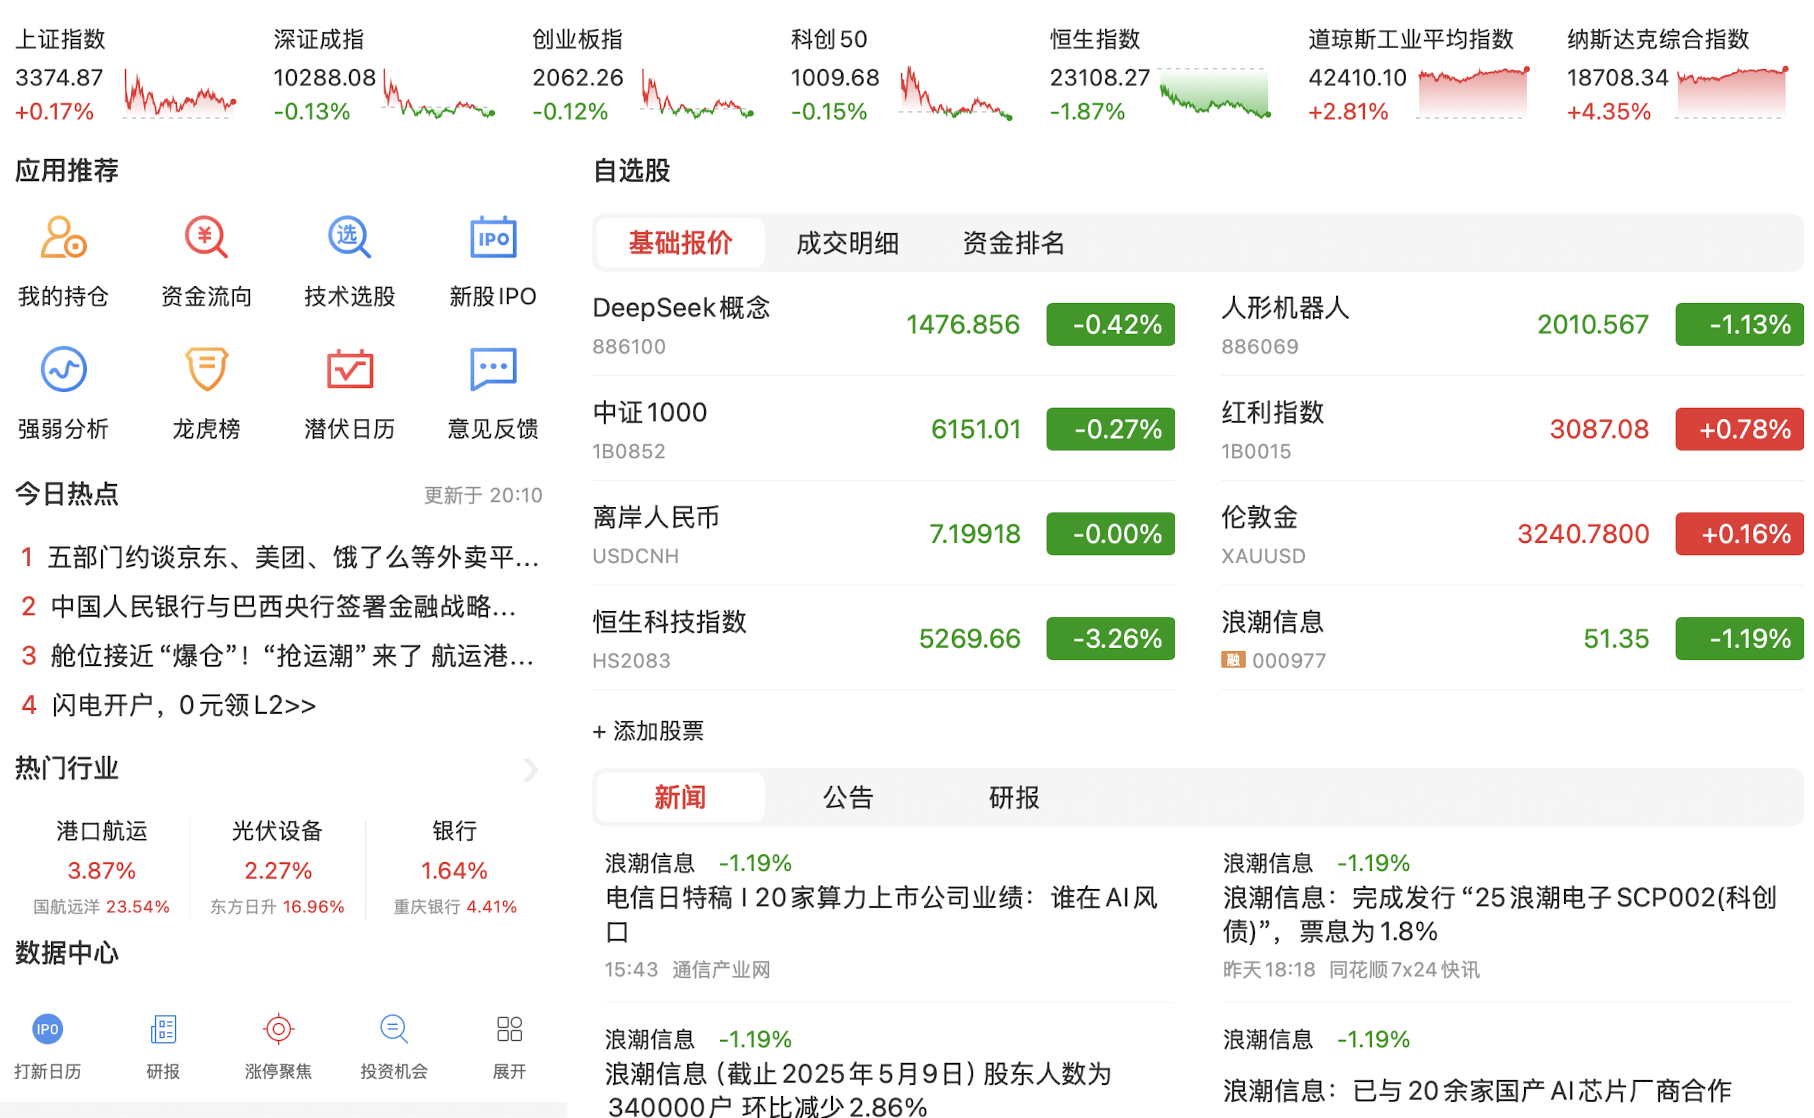 上证指数
3374.87
+0.17%
深证成指
10288.08
-0.13%
创业板指
2062.26
-0.12%
科创50
1009.68
-0.15%
恒生指数
23108.27
-1.87%
道琼斯工业平均指数
42410.10
+2.81%
纳斯达克综合指数
18708.34
+4.35%
应用推荐
¥
选
IPO
我的持仓
资金流向
技术选股
新股IPO
强弱分析
龙虎榜
潜伏日历
意见反馈
今日热点
更新于 20:10
1 五部门约谈京东、美团、饿了么等外卖平...
2 中国人民银行与巴西央行签署金融战略...
3 舱位接近“爆仓”！“抢运潮”来了 航运港...
4 闪电开户，0元领L2>>
热门行业
港口航运
3.87%
国航远洋 23.54%
光伏设备
2.27%
东方日升 16.96%
银行
1.64%
重庆银行 4.41%
数据中心
IPO
打新日历
研报
涨停聚焦
投资机会
展开
自选股
基础报价
成交明细
资金排名
DeepSeek概念
886100
1476.856
-0.42%
人形机器人
886069
2010.567
-1.13%
中证1000
1B0852
6151.01
-0.27%
红利指数
1B0015
3087.08
+0.78%
离岸人民币
USDCNH
7.19918
-0.00%
伦敦金
XAUUSD
3240.7800
+0.16%
恒生科技指数
HS2083
5269.66
-3.26%
浪潮信息
融 000977
51.35
-1.19%
+ 添加股票
新闻
公告
研报
浪潮信息 -1.19%
电信日特稿 I 20家算力上市公司业绩：谁在AI风
口
15:43 通信产业网
浪潮信息 -1.19%
浪潮信息：完成发行“25浪潮电子SCP002(科创
债)”，票息为1.8%
昨天18:18 同花顺7x24快讯
浪潮信息 -1.19%
浪潮信息（截止2025年5月9日）股东人数为
340000户 环比减少2.86%
浪潮信息 -1.19%
浪潮信息：已与20余家国产AI芯片厂商合作